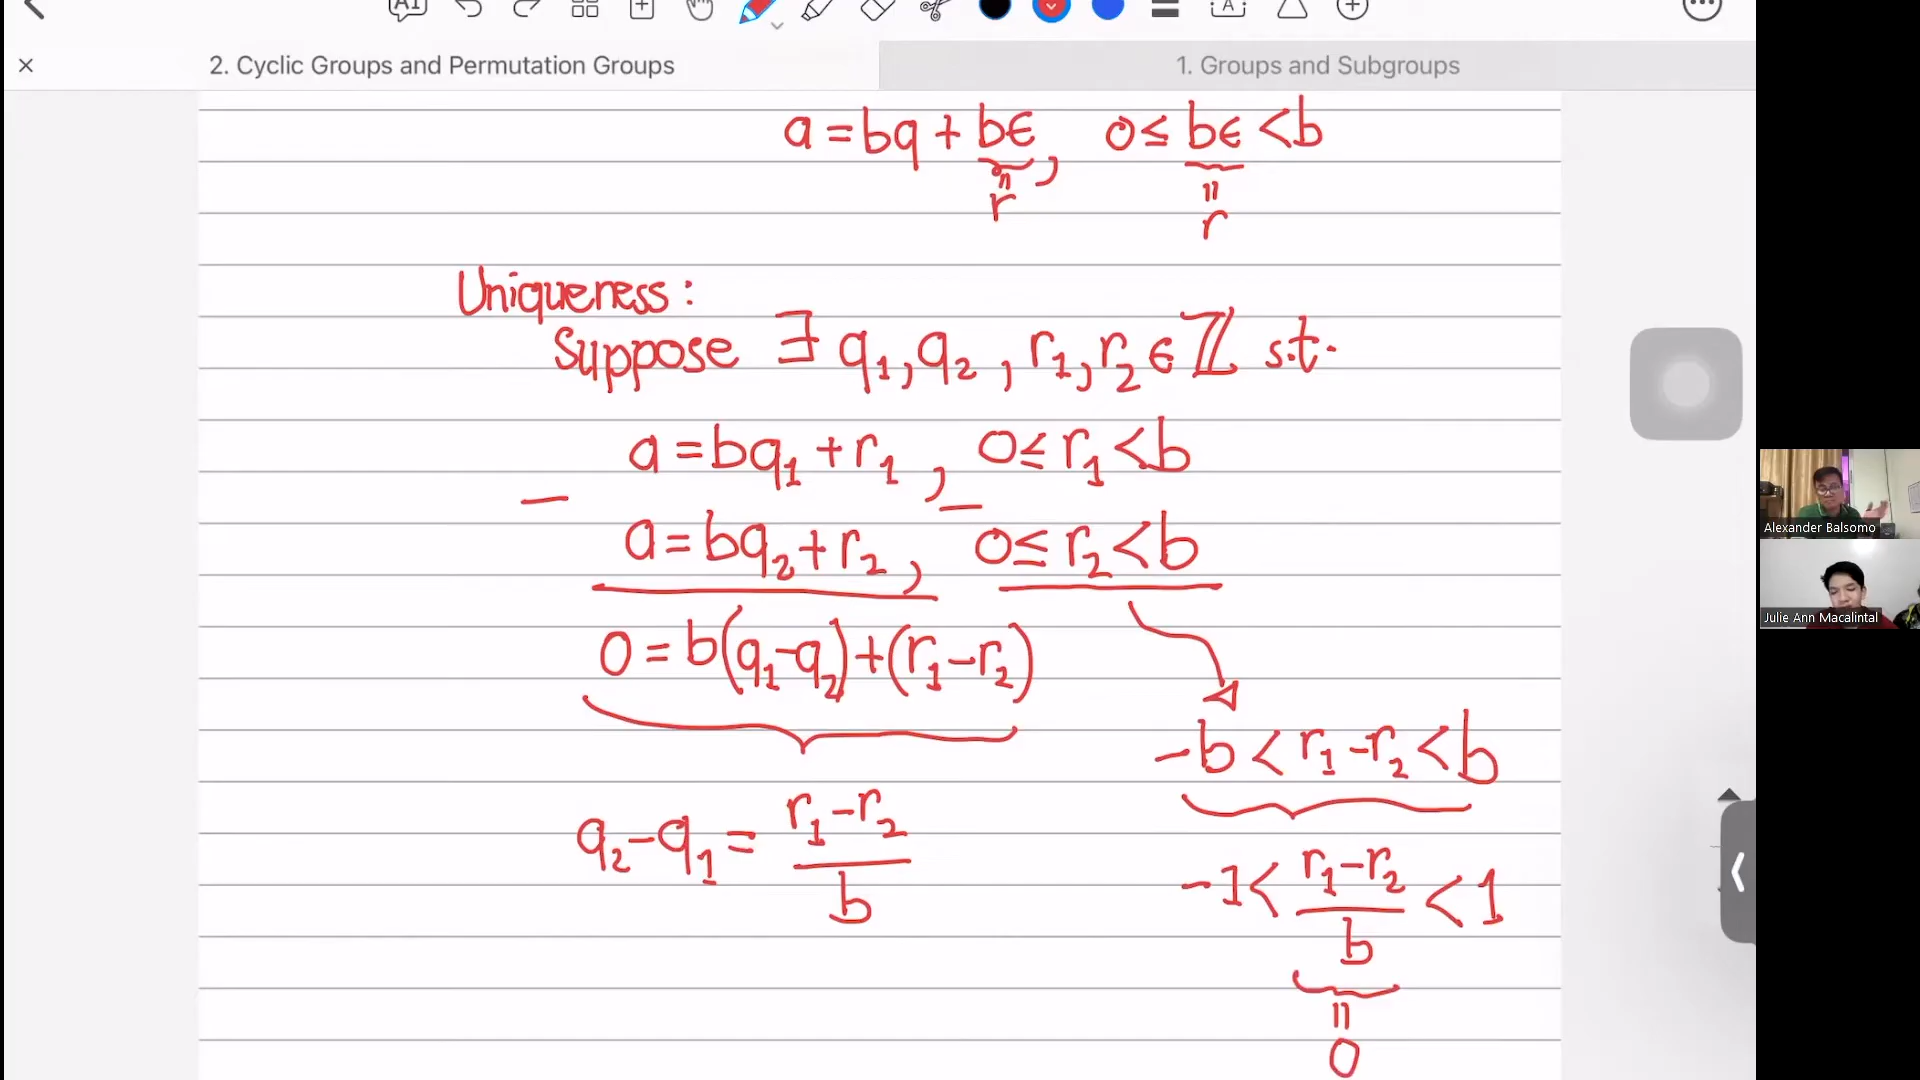 A1
A
2. Cyclic Groups and Permutation Groups
1. Groups and Subgroups
a = bq + bϵ, 0 ≤ bϵ < b
= =
r r
Uniqueness:
Suppose ∃ q₁, q₂, r₁, r₂ ∈ ℤ s.t.
a = bq₁ + r₁, 0 ≤ r₁ < b
− −
a = bq₂ + r₂, 0 ≤ r₂ < b
0 = b(q₁−q₂) + (r₁−r₂)
−b < r₁−r₂ < b
q₂−q₁ = (r₁−r₂)/b
−1 < (r₁−r₂)/b < 1
=
0
Alexander Balsomo
Julie Ann Macalintal